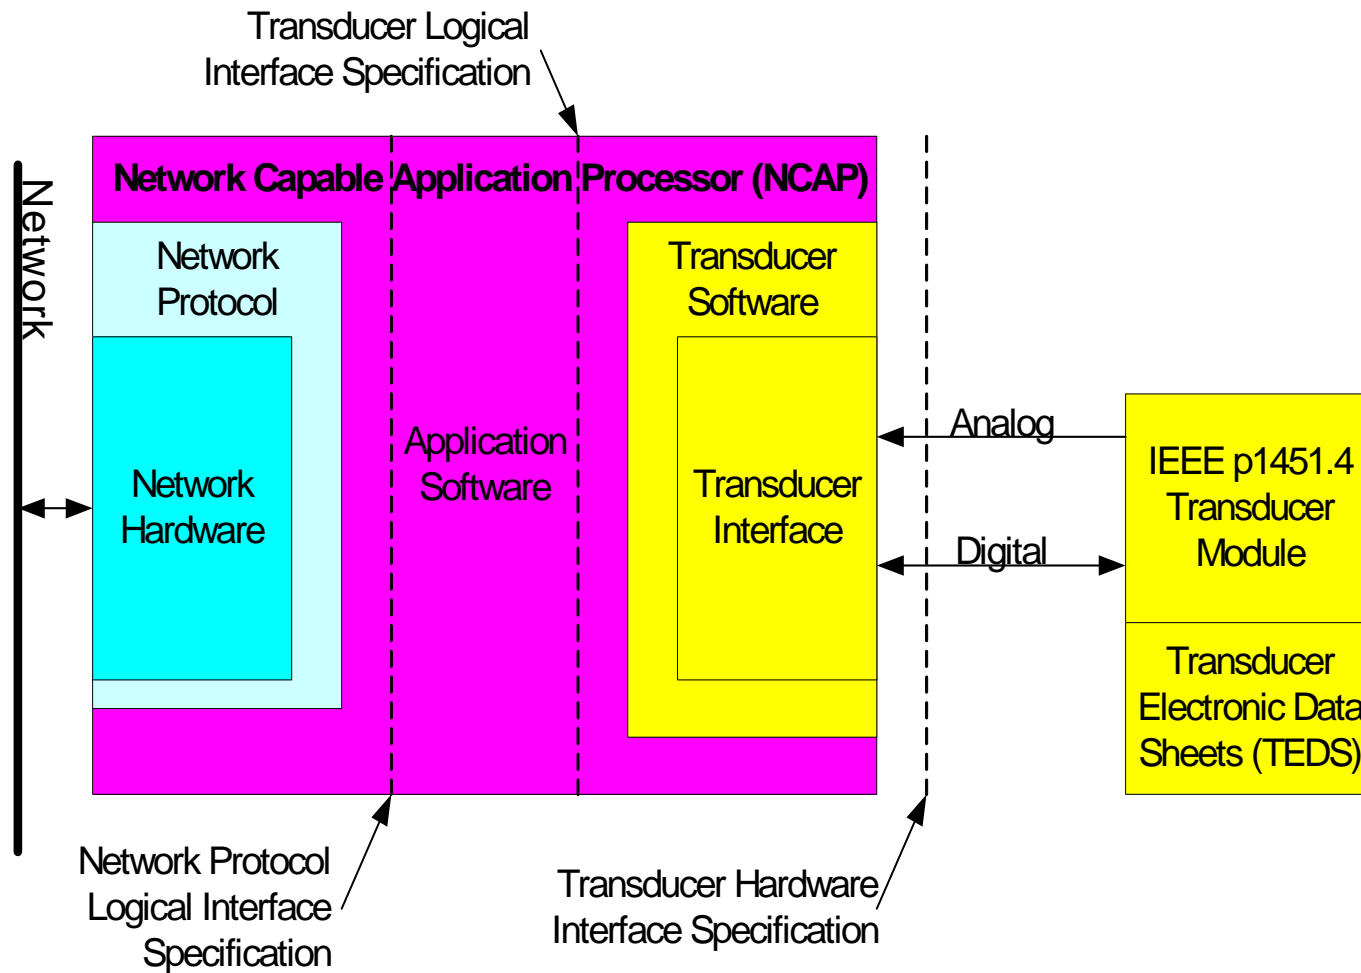 Transducer Logical
Interface Specification
Network Capable Application Processor (NCAP)
Network
Network
Protocol
Transducer
Software
Application
Software
Network
Hardware
Transducer
Interface
Analog
Digital
IEEE p1451.4
Transducer
Module
Transducer
Electronic Data
Sheets (TEDS)
Network Protocol
Logical Interface
Specification
Transducer Hardware
Interface Specification